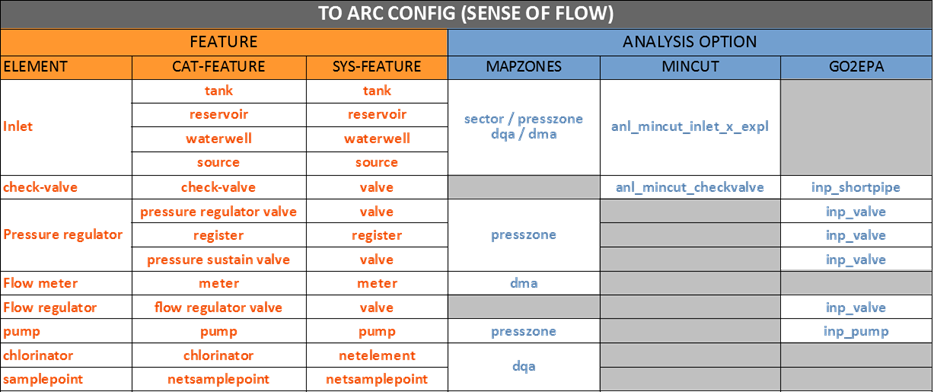 TO ARC CONFIG (SENSE OF FLOW)
FEATURE ANALYSIS OPTION
ELEMENT CAT-FEATURE SYS-FEATURE MAPZONES MINCUT GO2EPA
Inlet
tank tank
reservoir reservoir
waterwell waterwell
source source
sector / presszone
dqa / dma
anl_mincut_inlet_x_expl
check-valve check-valve valve anl_mincut_checkvalve inp_shortpipe
Pressure regulator
pressure regulator valve valve inp_valve
register register presszone inp_valve
pressure sustain valve valve inp_valve
Flow meter meter meter dma
Flow regulator flow regulator valve valve inp_valve
pump pump pump presszone inp_pump
chlorinator chlorinator netelement
dqa
samplepoint netsamplepoint netsamplepoint